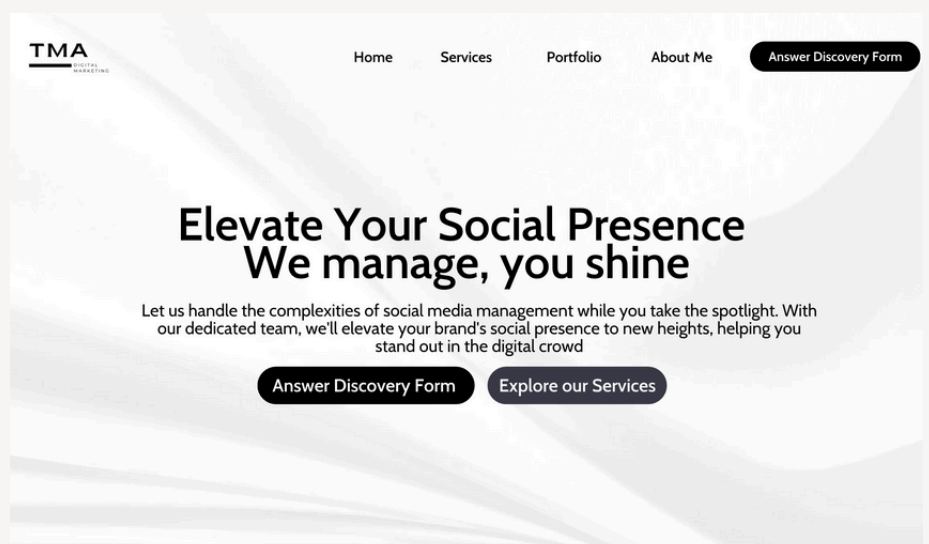 TMA
DIGITAL
MARKETING
Home
Services
Portfolio
About Me
Answer Discovery Form
Elevate Your Social Presence
We manage, you shine
Let us handle the complexities of social media management while you take the spotlight. With
our dedicated team, we'll elevate your brand's social presence to new heights, helping you
stand out in the digital crowd
Answer Discovery Form
Explore our Services